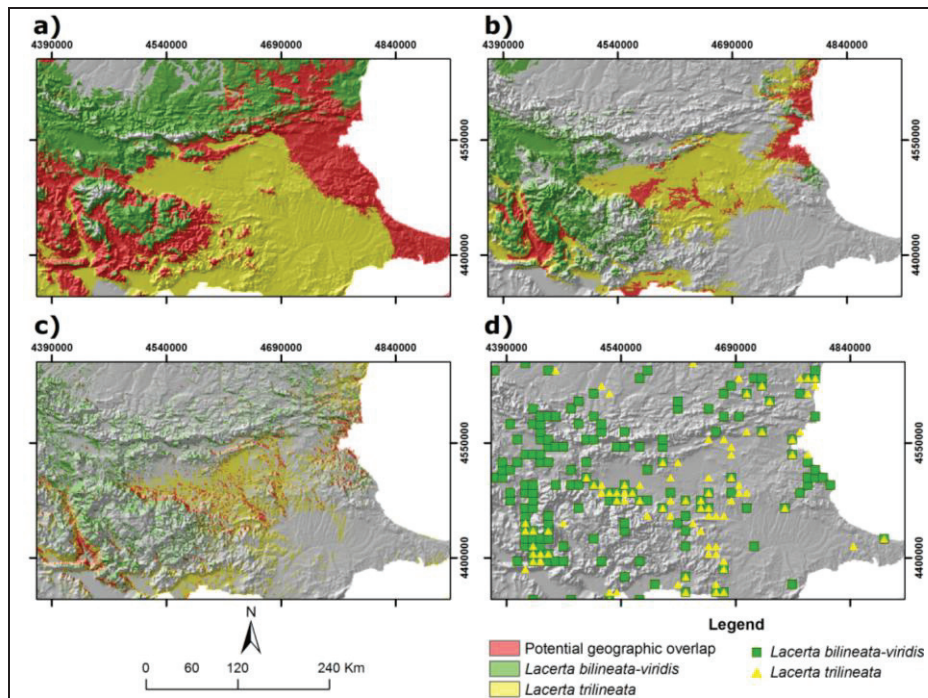 a)
4390000 4540000 4690000 4840000
4550000
4400000
b)
4390000 4540000 4690000 4840000
4550000
4400000
c)
4390000 4540000 4690000 4840000
4550000
4400000
d)
4390000 4540000 4690000 4840000
4550000
4400000
N
0 60 120 240 Km
Legend
Potential geographic overlap
Lacerta bilineata-viridis
Lacerta trilineata
Lacerta bilineata-viridis
Lacerta trilineata